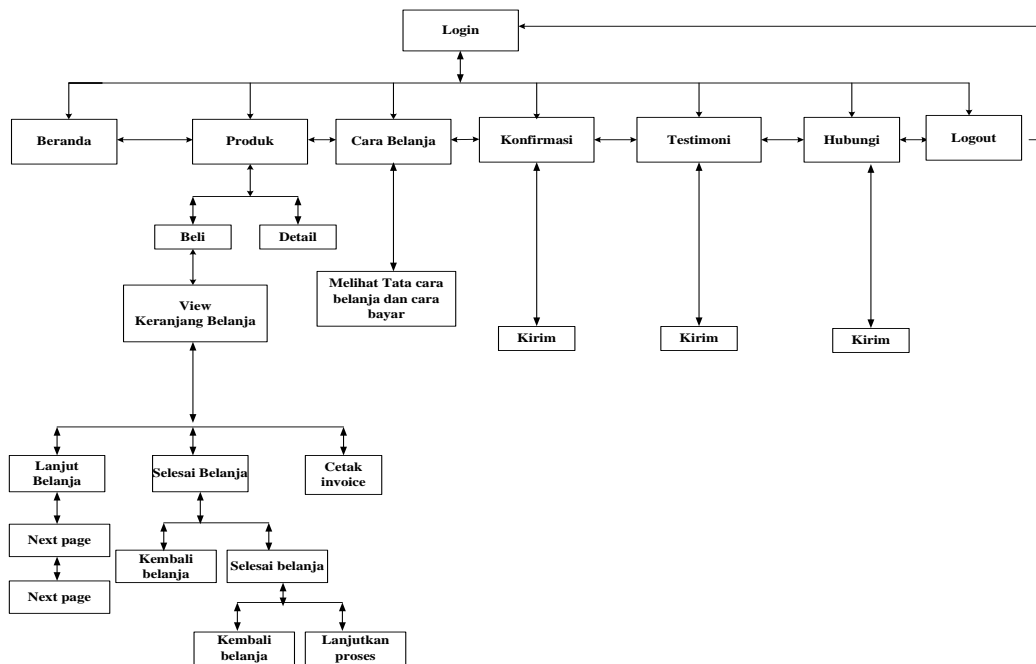 Login
Beranda
Produk
Cara Belanja
Konfirmasi
Testimoni
Hubungi
Logout
Beli
Detail
Melihat Tata cara
belanja dan cara
bayar
View
Keranjang Belanja
Kirim
Kirim
Kirim
Lanjut
Belanja
Selesai Belanja
Cetak
invoice
Next page
Kembali
belanja
Selesai belanja
Next page
Kembali
belanja
Lanjutkan
proses